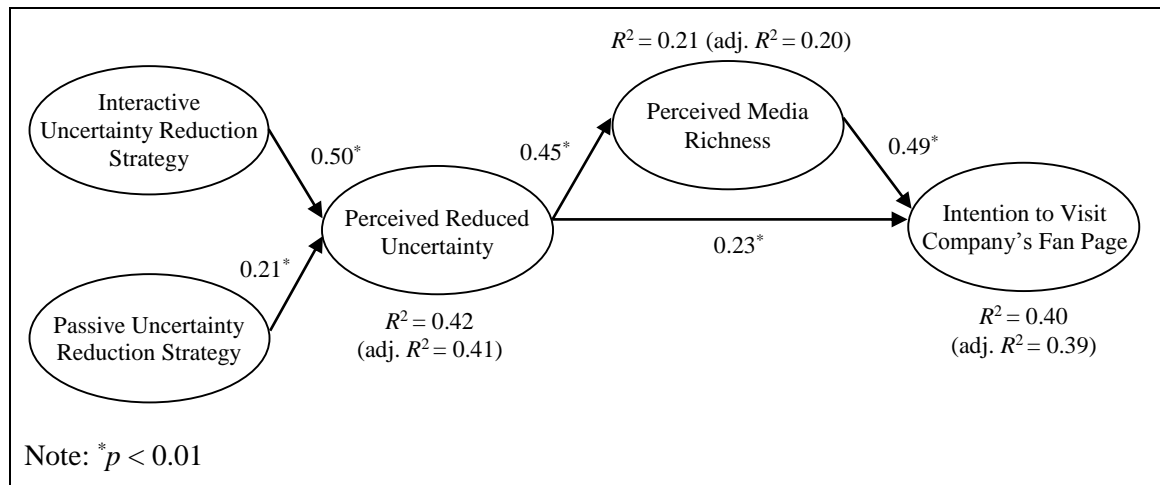 R² = 0.21 (adj. R² = 0.20)
Interactive
Uncertainty Reduction
Strategy
Perceived Media
Richness
0.50*
0.45*
0.49*
Perceived Reduced
Uncertainty
Intention to Visit
Company’s Fan Page
0.23*
0.21*
Passive Uncertainty
Reduction Strategy
R² = 0.42
(adj. R² = 0.41)
R² = 0.40
(adj. R² = 0.39)
Note: *p < 0.01